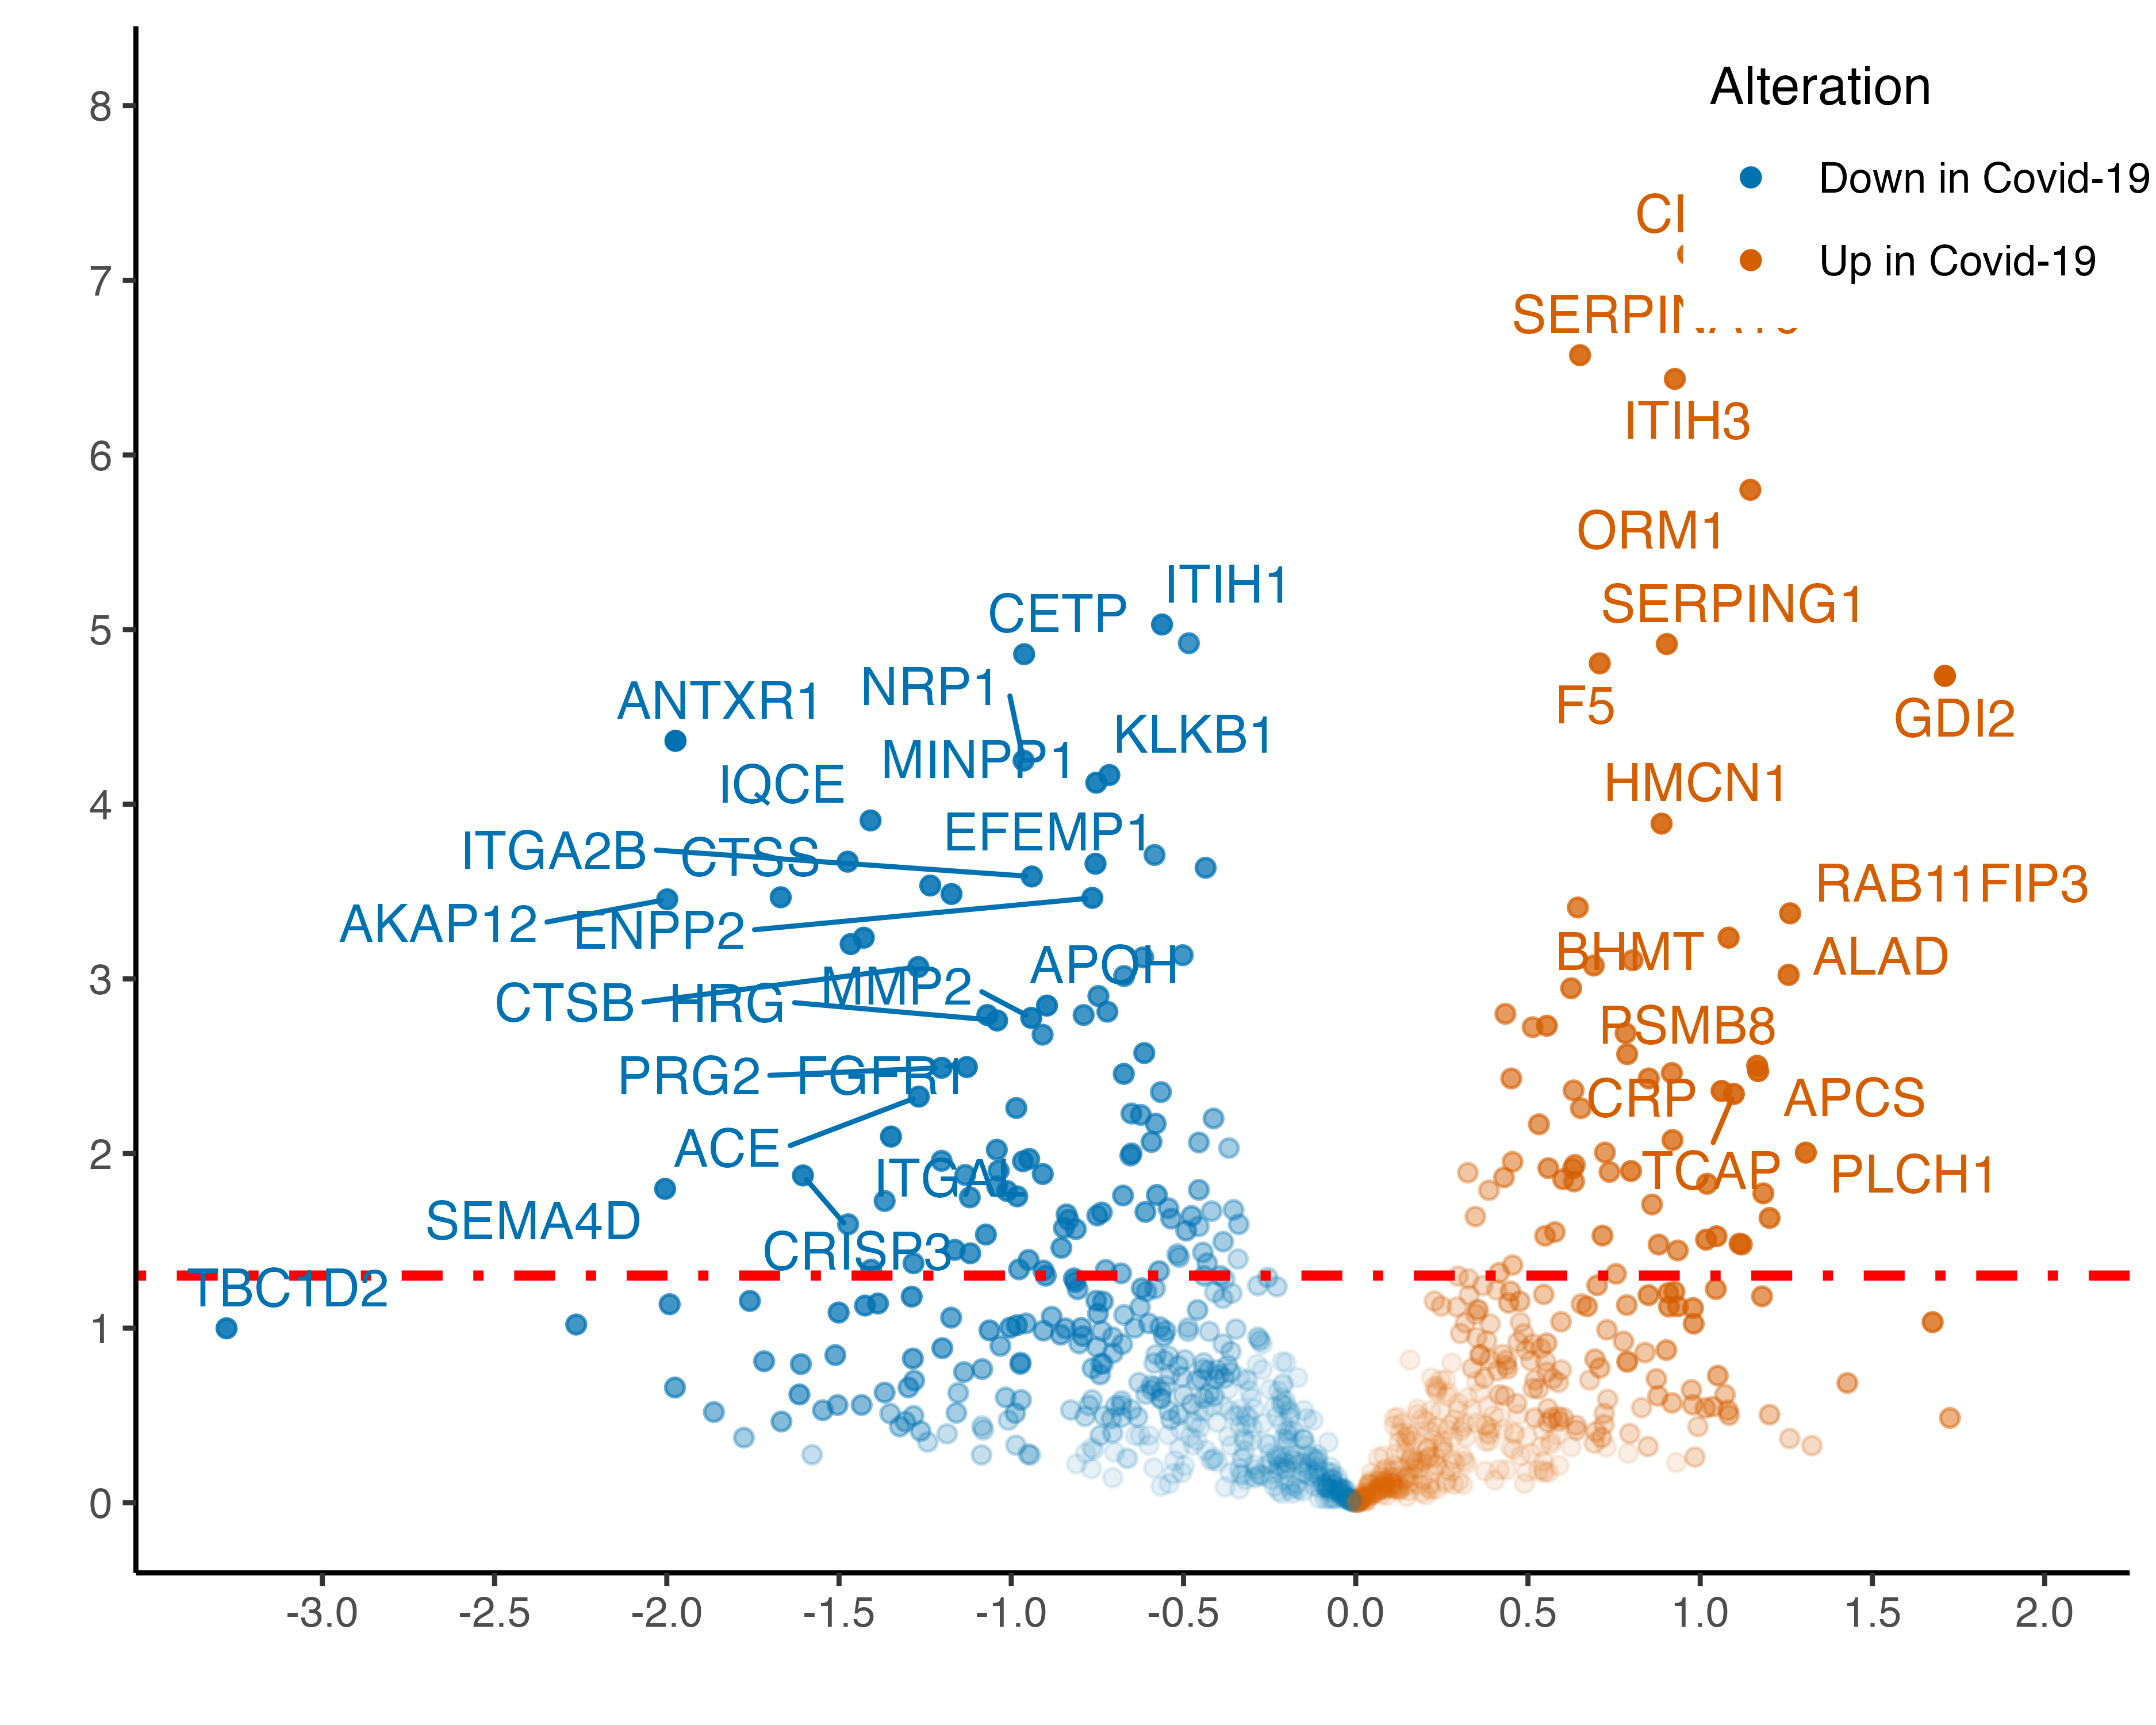 Alteration
Down in Covid-19
Up in Covid-19
8
7
6
5
4
3
2
1
0
ITIH3
ORM1
ITIH1
SERPING1
CETP
NRP1
ANTXR1
F5
GDI2
KLKB1
MINPP1
IQCE
HMCN1
EFEMP1
ITGA2B
CTSS
RAB11FIP3
AKAP12
ENPP2
BHMT
ALAD
APOH
MMP2
CTSB
HRG
PSMB8
PRG2
FGFR1
CRP
APCS
ACE
TCAP
PLCH1
SEMA4D
CRISP3
TBC1D2
-3.0
-2.5
-2.0
-1.5
-1.0
-0.5
0.0
0.5
1.0
1.5
2.0